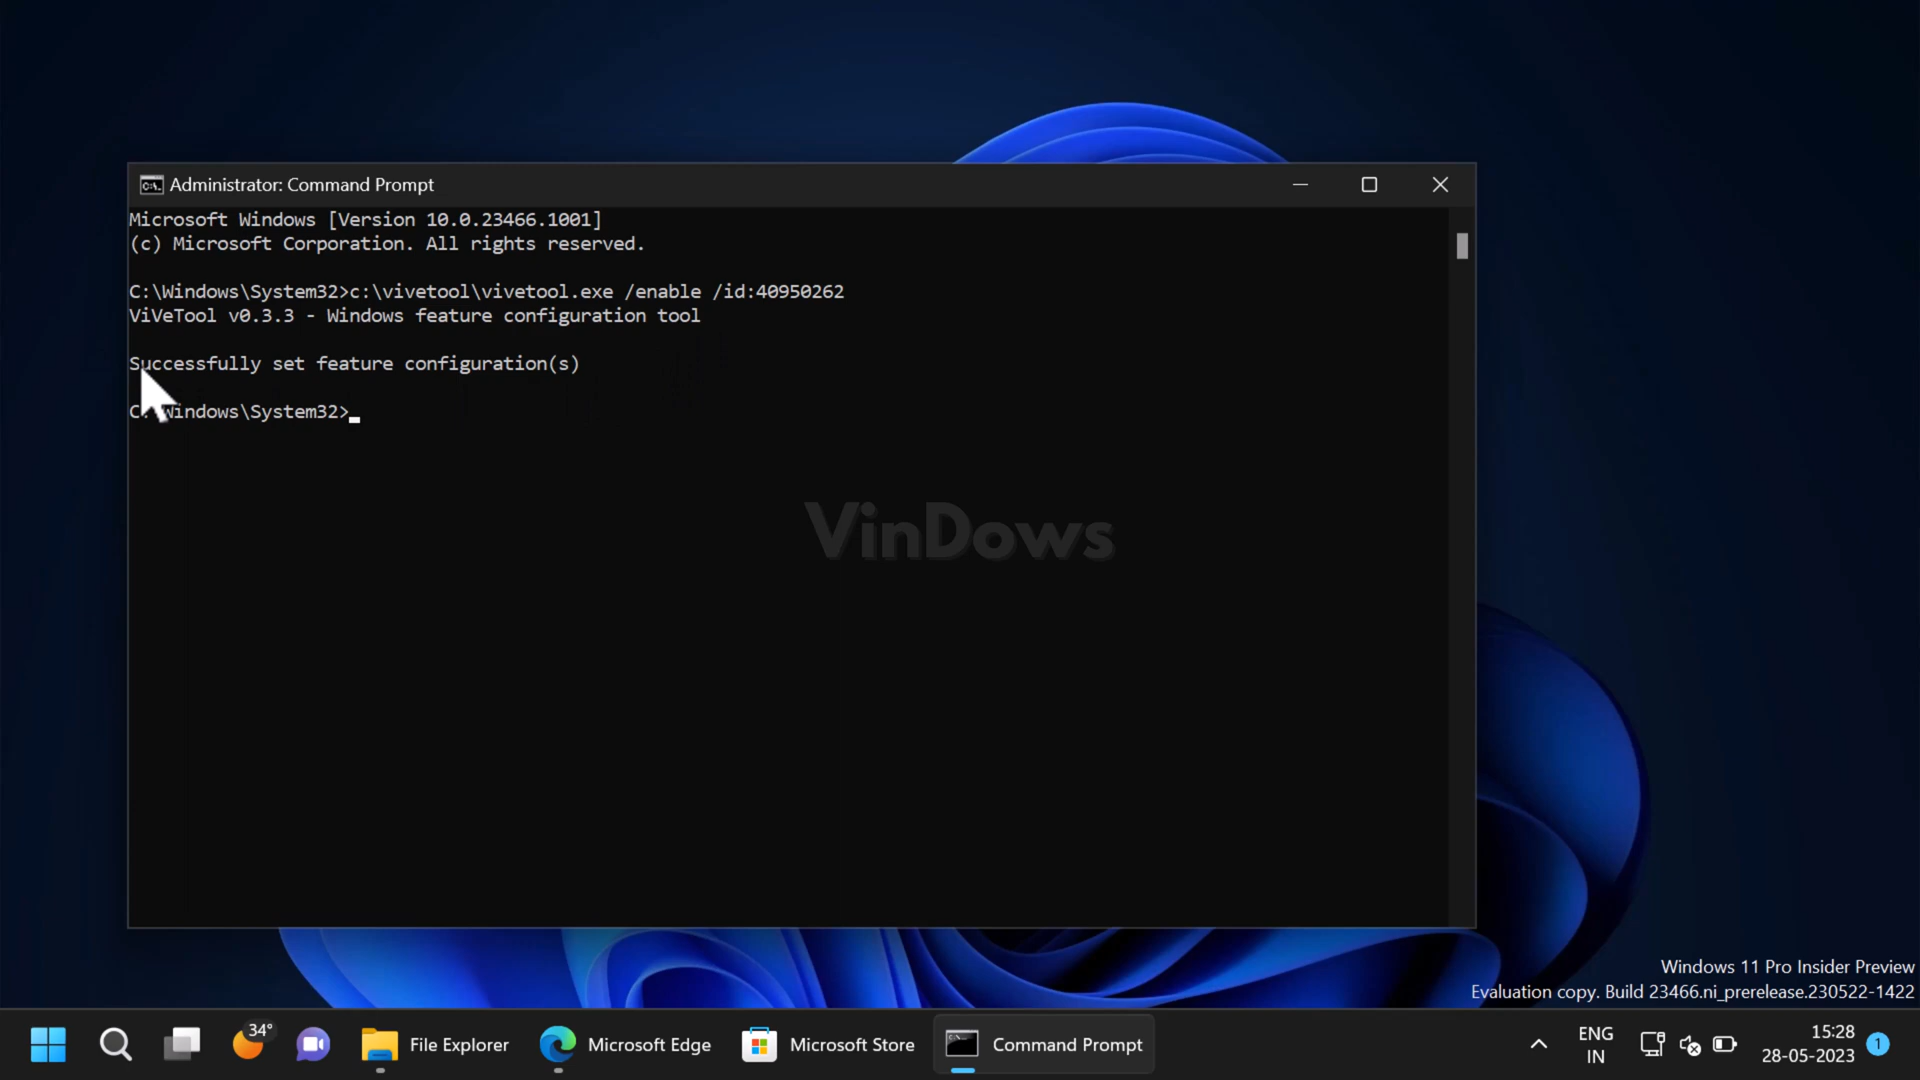 Administrator: Command Prompt
Microsoft Windows [Version 10.0.23466.1001]
(c) Microsoft Corporation. All rights reserved.
C:\Windows\System32>c:\vivetool\vivetool.exe /enable /id:40950262
ViVeTool v0.3.3 - Windows feature configuration tool
Successfully set feature configuration(s)
C:\Windows\System32>
VinDows
Windows 11 Pro Insider Preview
Evaluation copy. Build 23466.ni_prerelease.230522-1422
34°
File Explorer
Microsoft Edge
Microsoft Store
Command Prompt
ENG
IN
15:28
28-05-2023
1